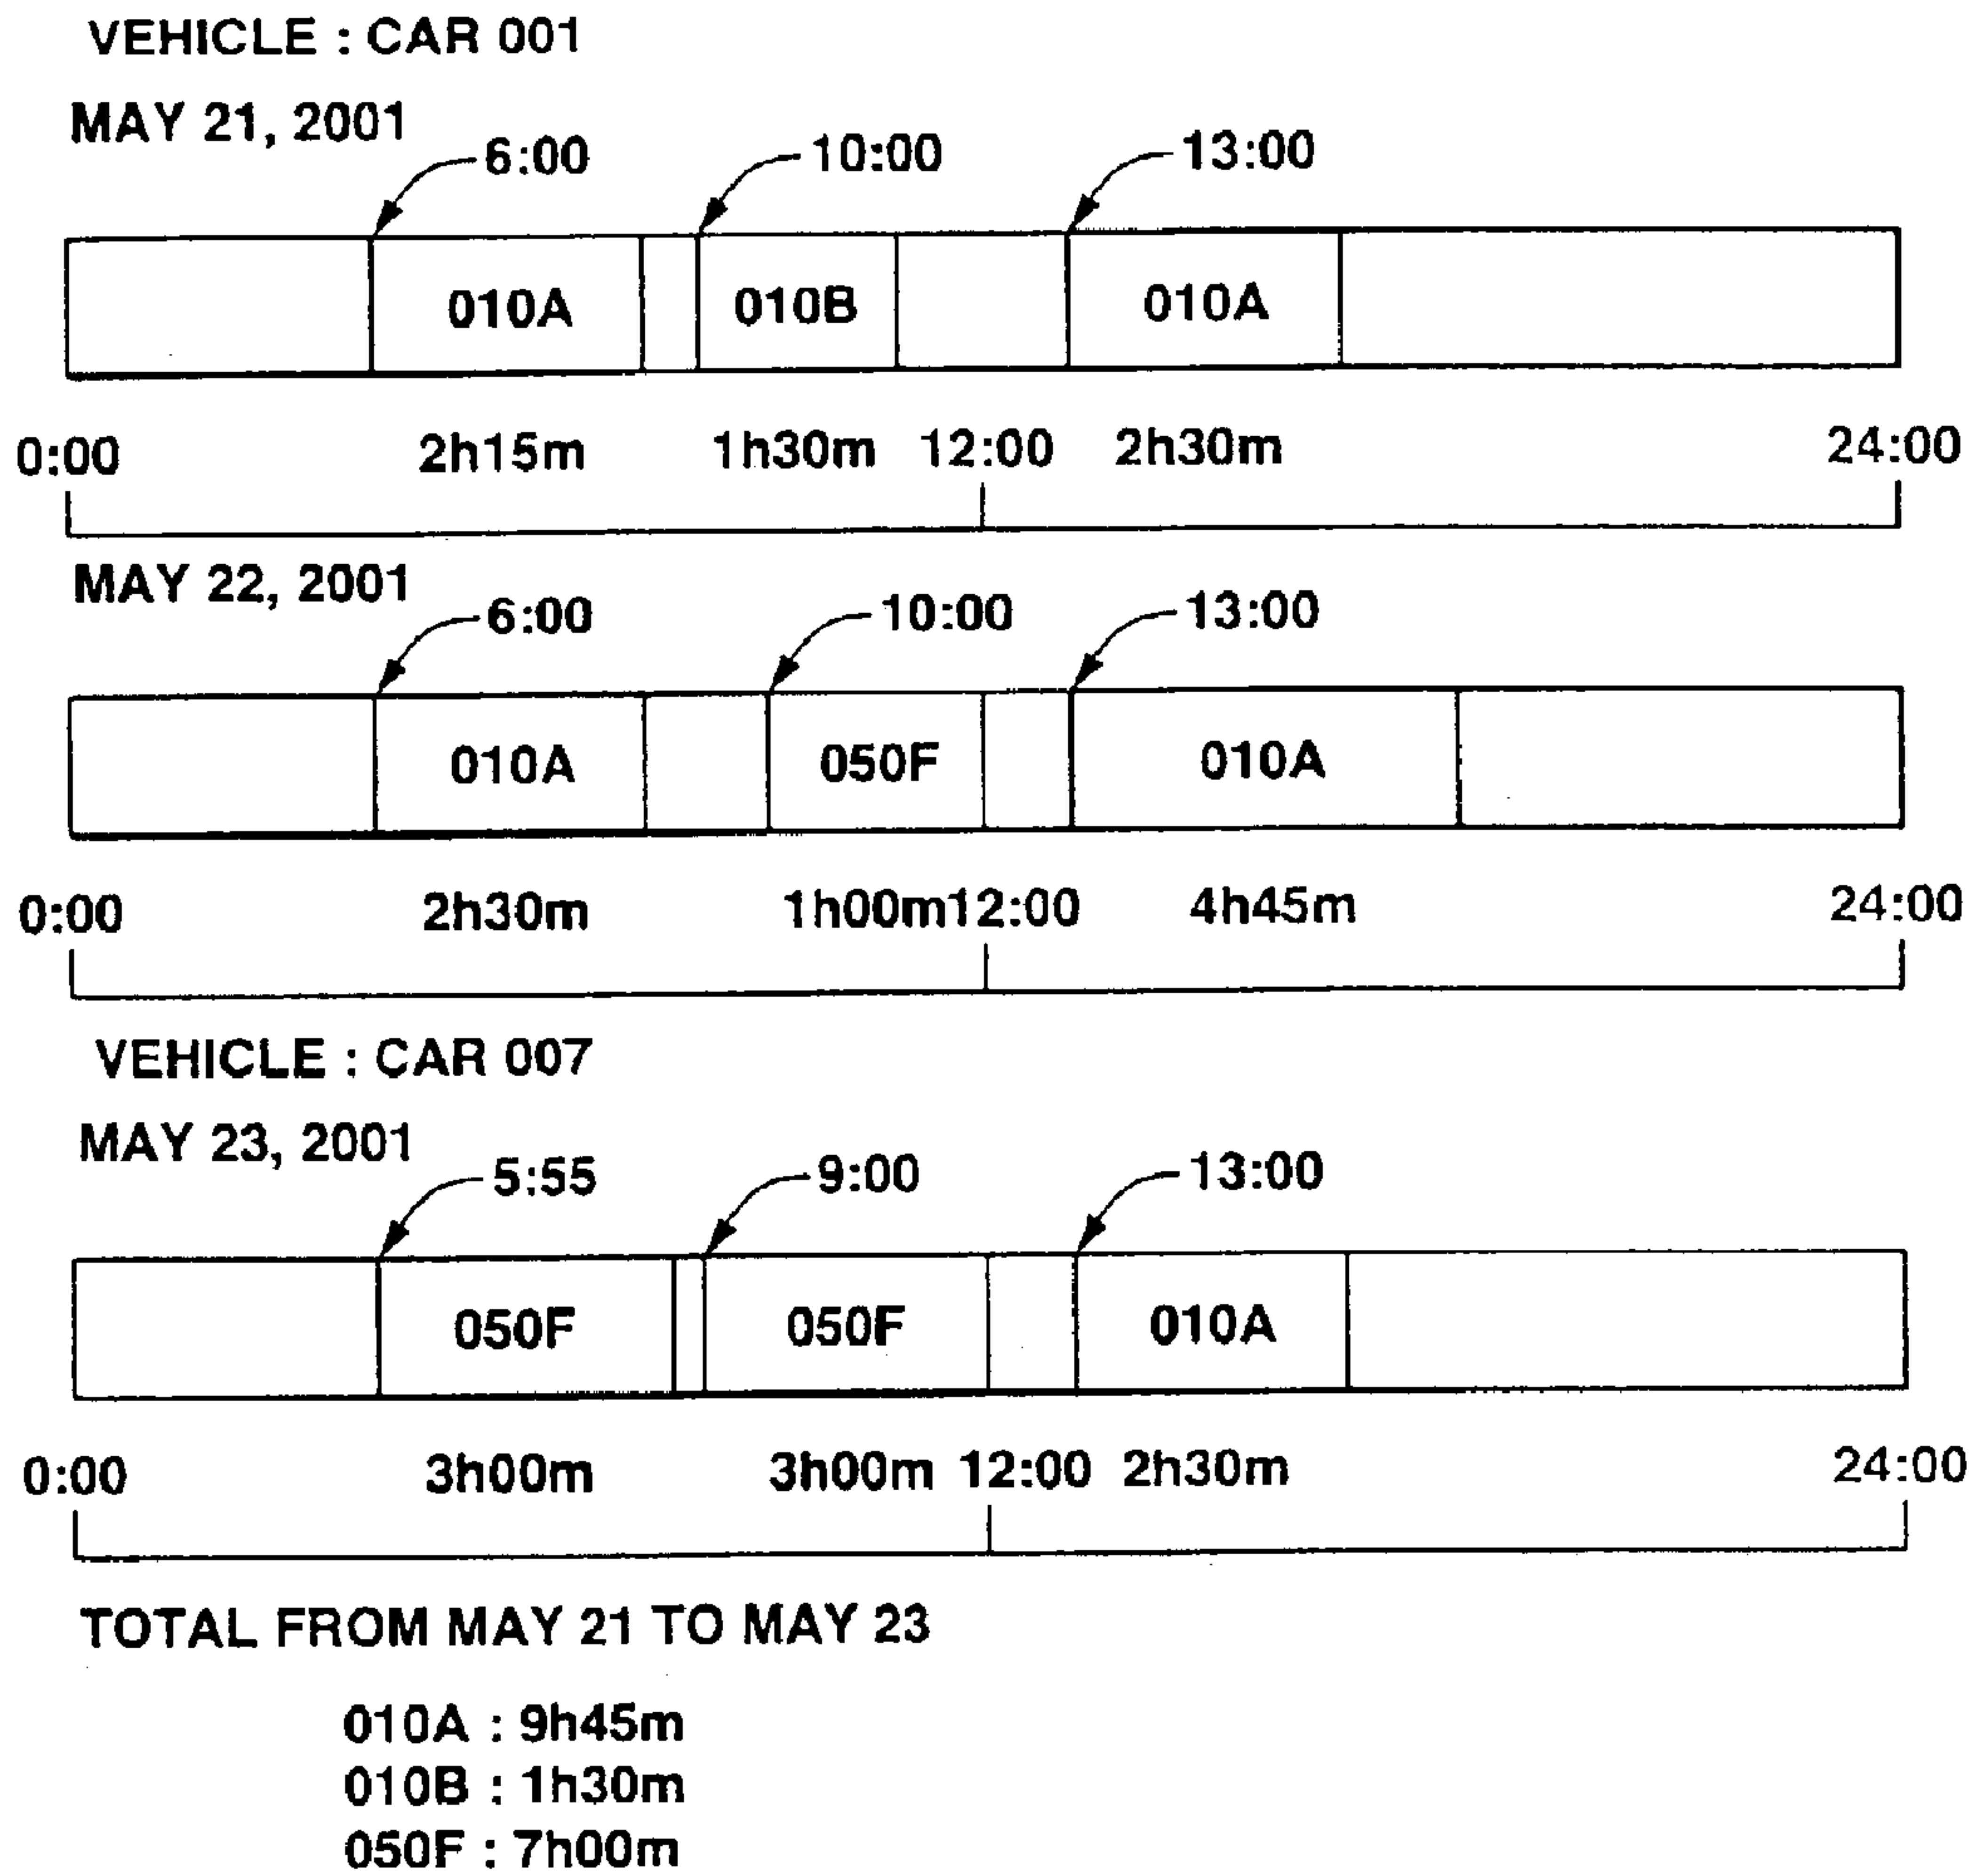 VEHICLE : CAR 001
MAY 21, 2001
6:00 10:00 13:00
010A 010B 010A
0:00 2h15m 1h30m 12:00 2h30m 24:00
MAY 22, 2001
6:00 10:00 13:00
010A 050F 010A
0:00 2h30m 1h00m12:00 4h45m 24:00
VEHICLE : CAR 007
MAY 23, 2001
5:55 9:00 13:00
050F 050F 010A
0:00 3h00m 3h00m 12:00 2h30m 24:00
TOTAL FROM MAY 21 TO MAY 23
010A : 9h45m
010B : 1h30m
050F : 7h00m